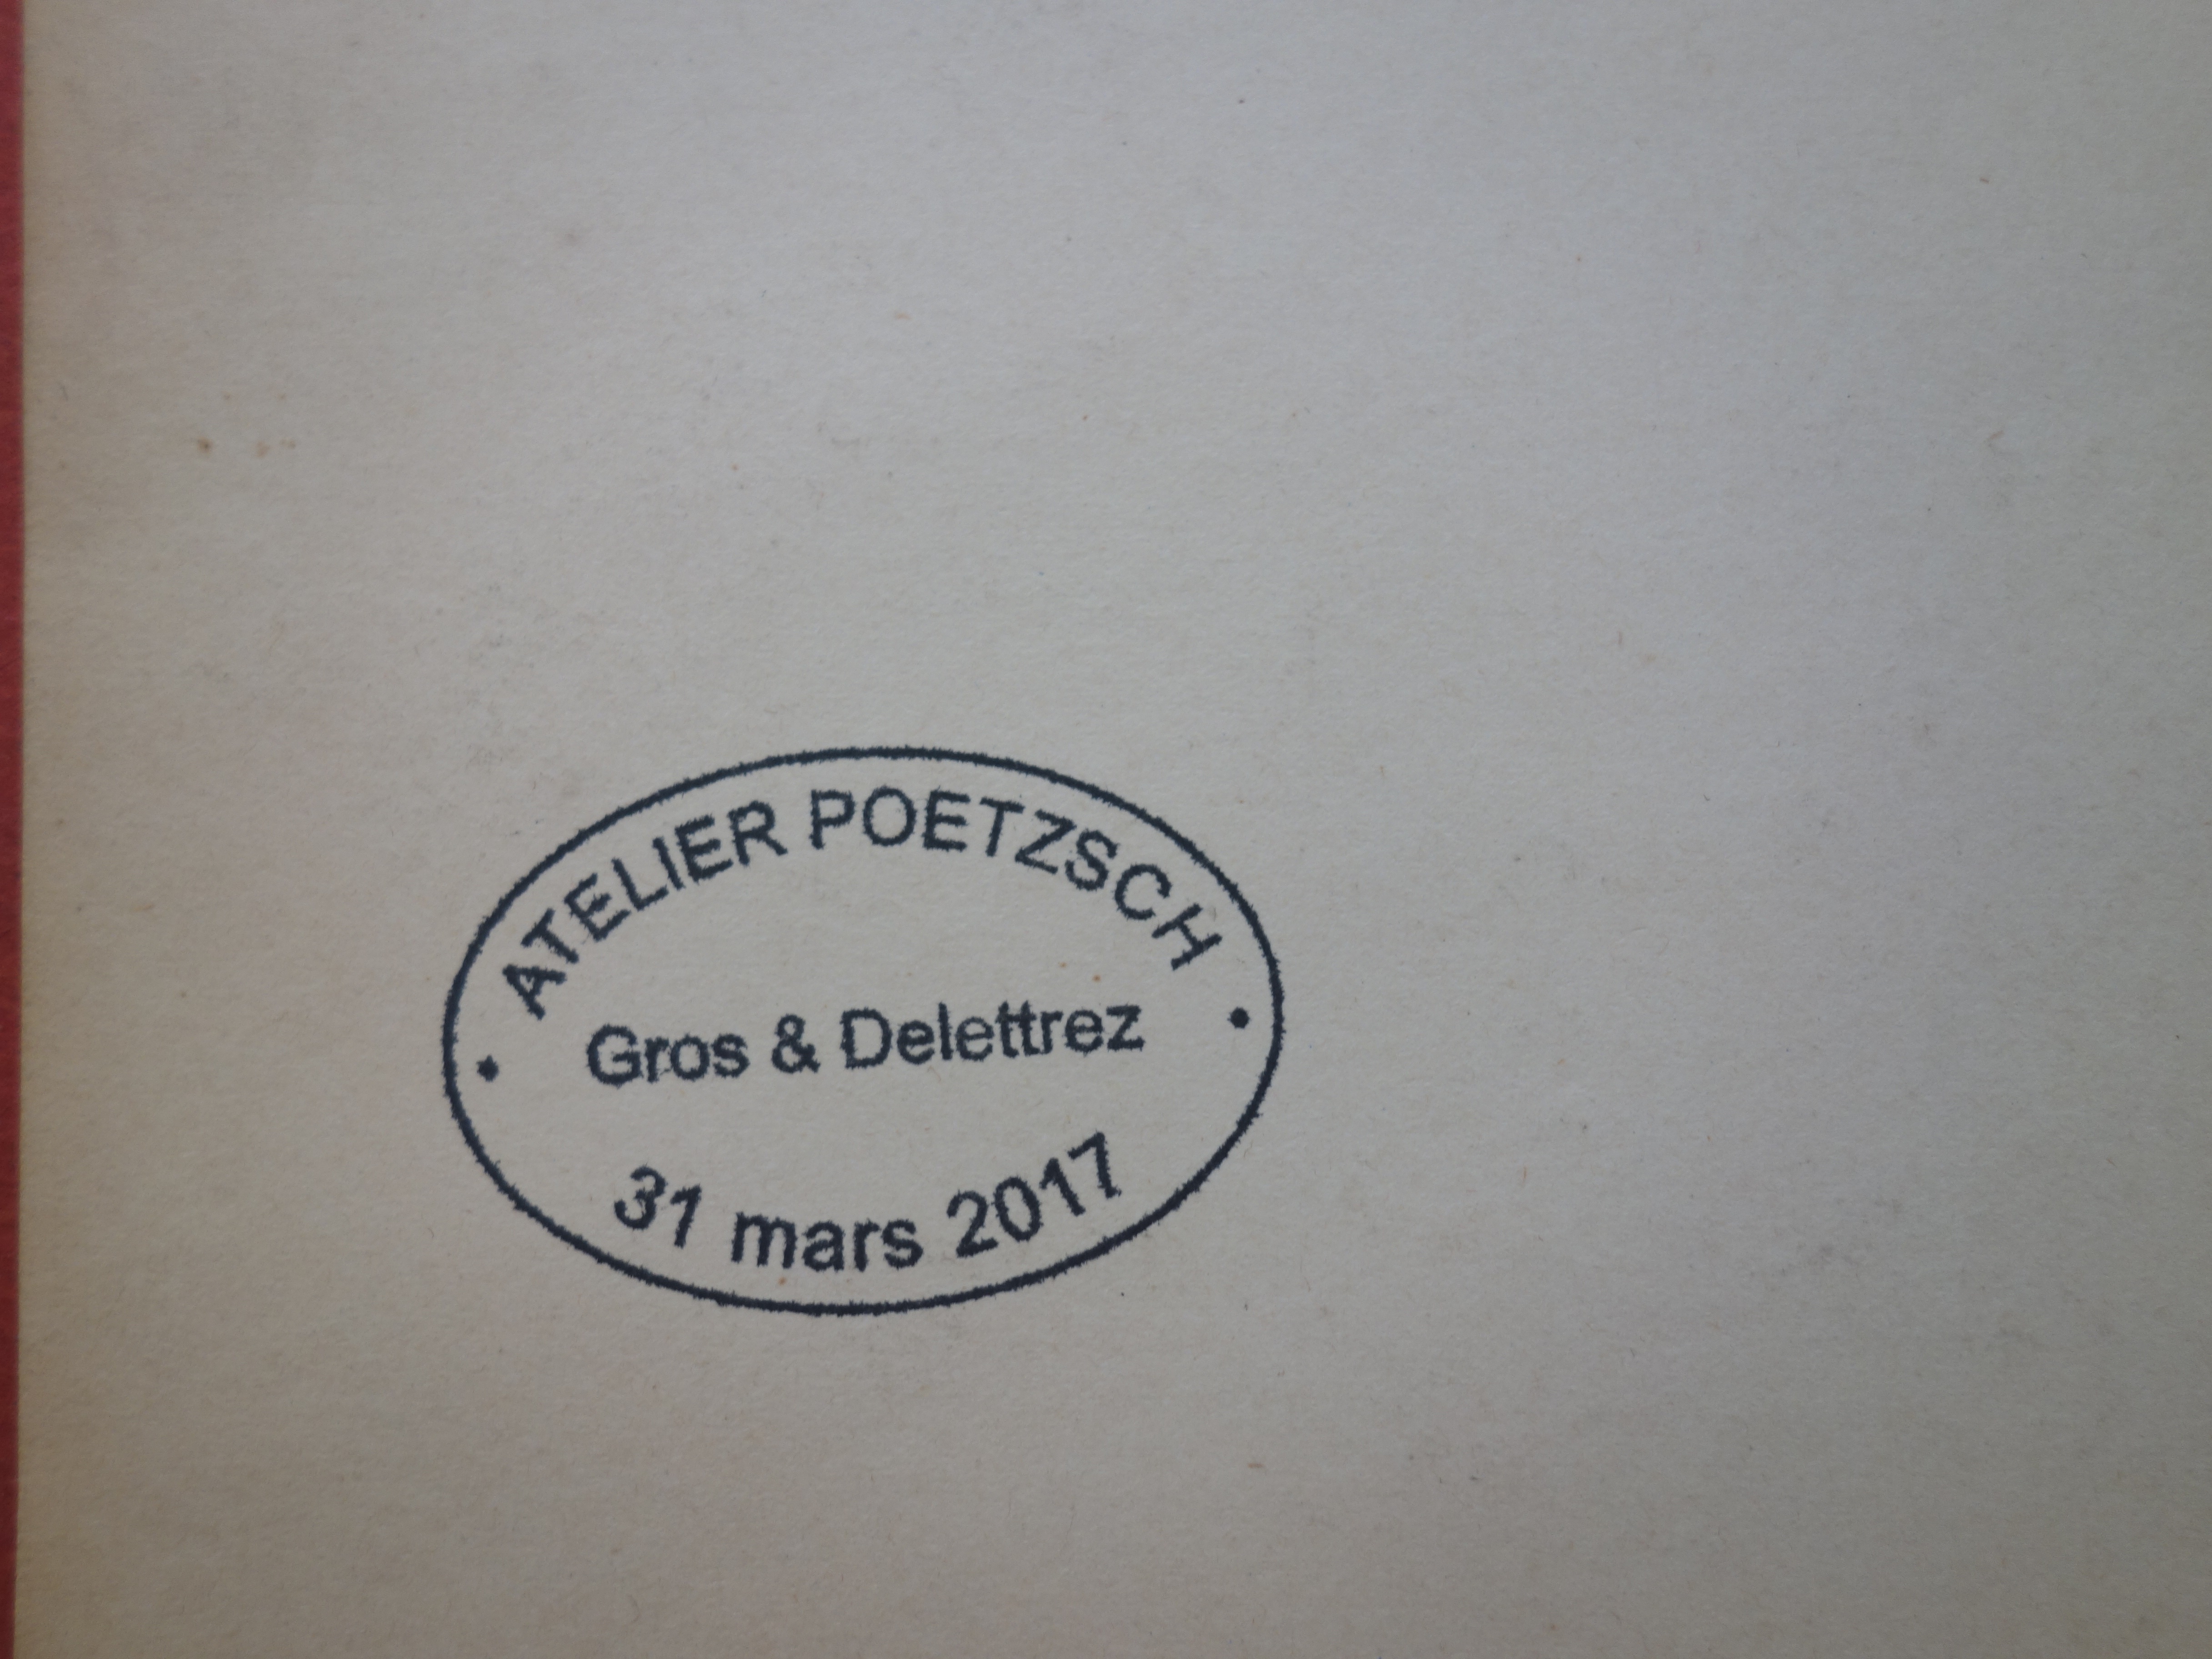 ATELIER POETZSCH
Gros & Delettrez
31 mars 2017